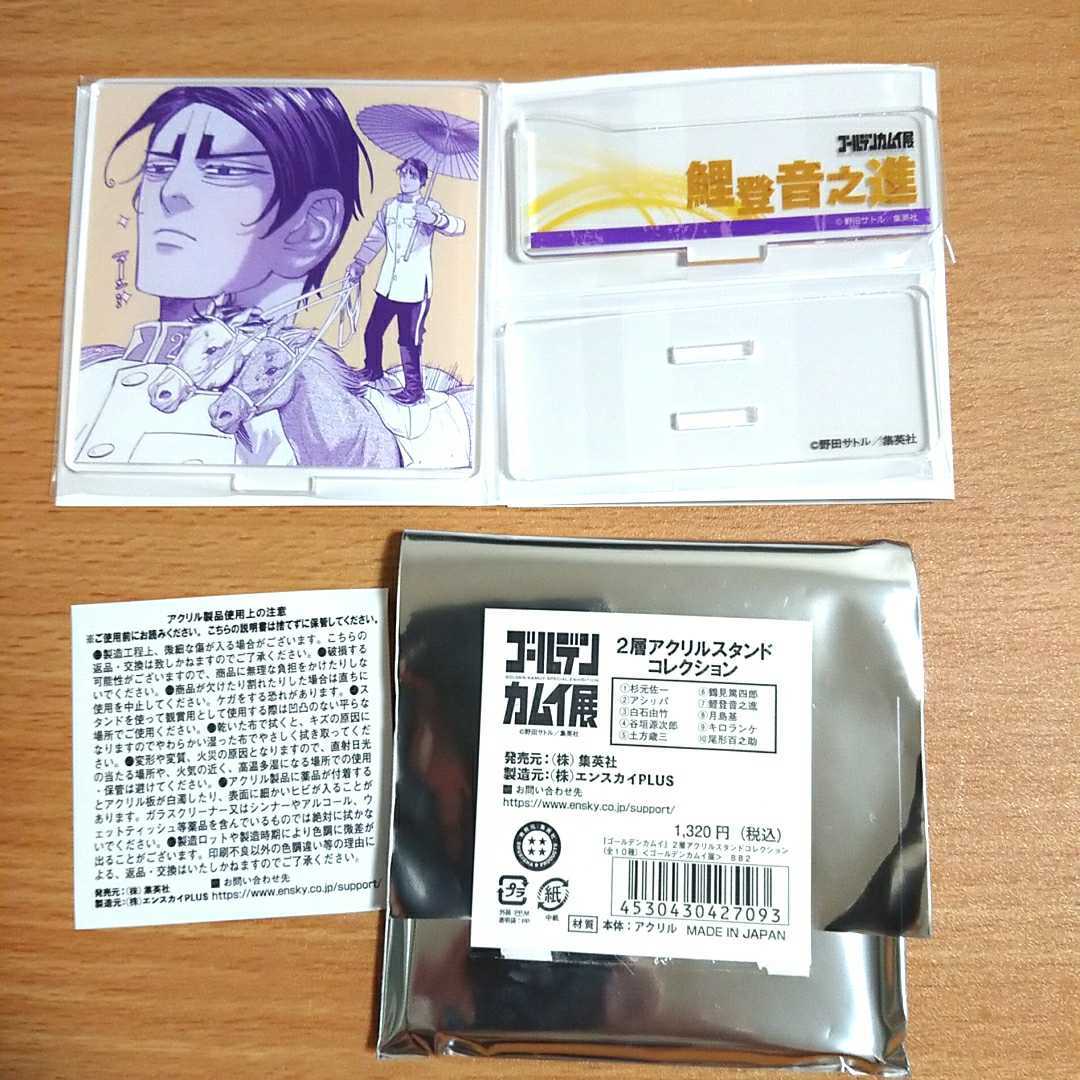 ゴールデンカムイ展
鯉登音之進
©野田サトル/集英社
2
©野田サトル/集英社
アクリル製品使用上の注意
※ご使用前にお読みください。こちらの説明書は捨てずに保管してください。
●製造工程上、微細な傷が入る場合がございます。こちらの
返品・交換は致しかねますのでご了承ください。●破損する
可能性がございますので、商品に無理な負担をかけたりしな
いでください。●商品が欠けたり割れたりした場合は直ちに
使用を中止してください。ケガをする恐れがあります。●ス
タンドを使って観賞用として使用する際は凹凸のない平らな
場所でご使用ください。●乾いた布で拭くと、キズの原因に
なりますのでやわらかい湿った布でやさしく拭き取ってくだ
さい。●変形や変質、火災の原因となりますので、直射日光
の当たる場所や、火気の近く、高温多湿になる場所での使用
・保管は避けてください。●アクリル製品に薬品が付着する
とアクリル板が白濁したり、表面に細かいヒビが入ることが
あります。ガラスクリーナー又はシンナーやアルコール、ウ
ェットティッシュ等薬品を含んでいるものでは絶対に拭かな
いでください。●製造ロットや製造時期により色調に微差が
出ることがございます。印刷不良以外の色調違い等の理由に
よる、返品・交換はいたしかねますのでご了承ください。
■お問い合わせ先
発売元:(株)集英社
製造元:(株)エンスカイPLUS https://www.ensky.co.jp/support/
ゴールデン
GOLDEN KAMUY SPECIAL EXHIBITION
カムイ展
©野田サトル/集英社
2層アクリルスタンド
コレクション
①杉元佐一
②アシㇼパ
③白石由竹
④谷垣源次郎
⑤土方歳三
⑥鶴見篤四郎
⑦鯉登音之進
⑧月島基
⑨キロランケ
⑩尾形百之助
発売元:(株)集英社
製造元:(株)エンスカイPLUS
■お問い合わせ先
https://www.ensky.co.jp/support/
1,320円(税込)
「ゴールデンカムイ」2層アクリルスタンドコレクション
(全10種)<ゴールデンカムイ展> BB2
プラ
紙
外装:PP,M
透明袋:PP
中紙
4530430427093
材質 本体:アクリル MADE IN JAPAN